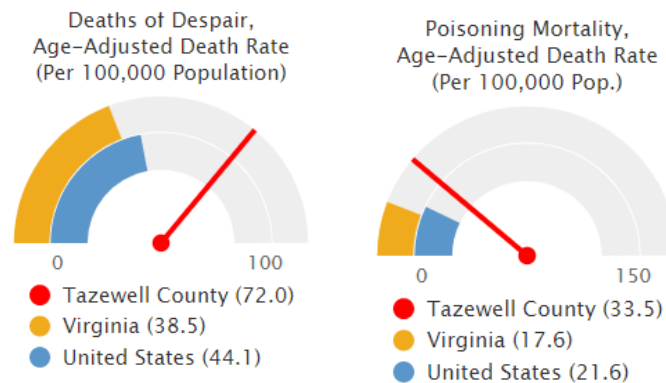 Deaths of Despair,
Age-Adjusted Death Rate
(Per 100,000 Population)
0
100
Tazewell County (72.0)
Virginia (38.5)
United States (44.1)
Poisoning Mortality,
Age-Adjusted Death Rate
(Per 100,000 Pop.)
0
150
Tazewell County (33.5)
Virginia (17.6)
United States (21.6)